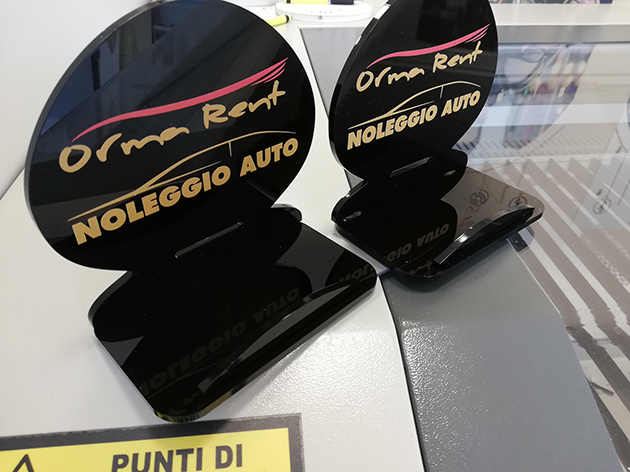 Orma Rent
NOLEGGIO AUTO
Orma Rent
NOLEGGIO AUTO
PUNTI DI